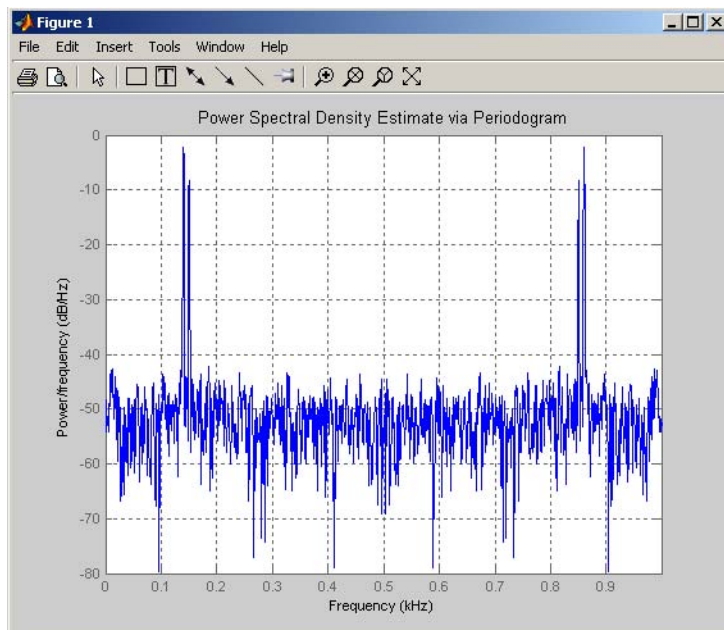 Figure 1
File Edit Insert Tools Window Help
T
Power Spectral Density Estimate via Periodogram
0
-10
-20
-30
-40
-50
-60
-70
-80
Power/frequency (dB/Hz)
0 0.1 0.2 0.3 0.4 0.5 0.6 0.7 0.8 0.9
Frequency (kHz)